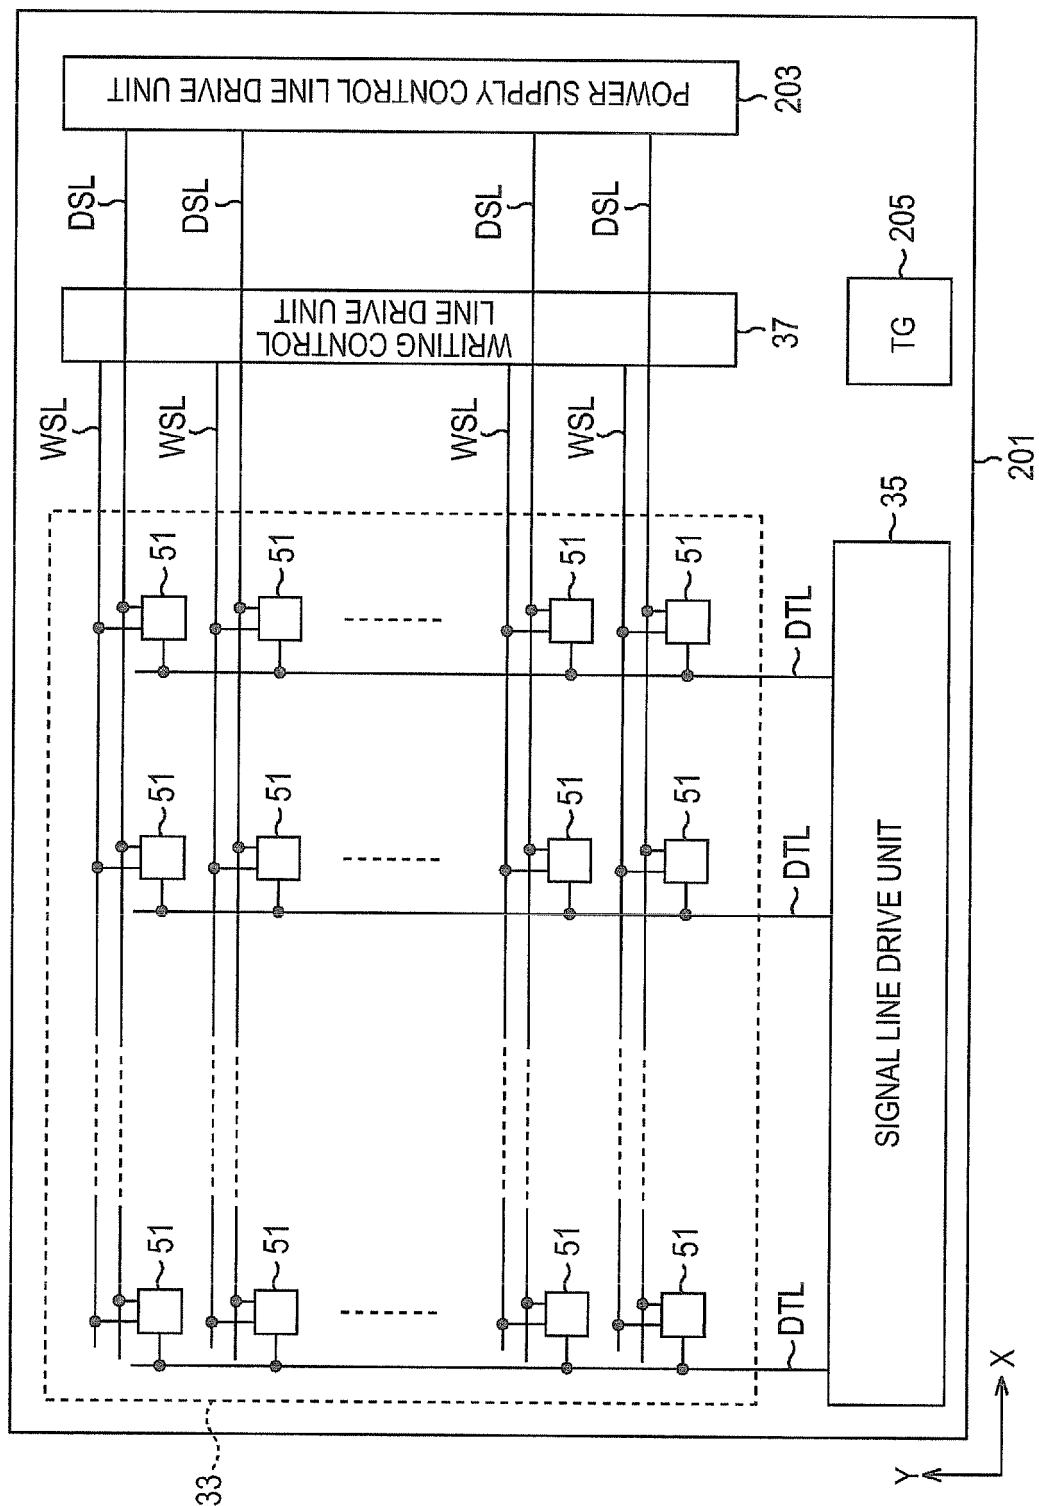 WSL
DSL
51
51
51
WSL
DSL
33
51
51
51
WRITING CONTROL
LINE DRIVE UNIT
POWER SUPPLY CONTROL LINE DRIVE UNIT
WSL
DSL
51
51
51
WSL
DSL
51
51
51
DTL
DTL
DTL
37
203
SIGNAL LINE DRIVE UNIT
35
TG
205
201
Y
X